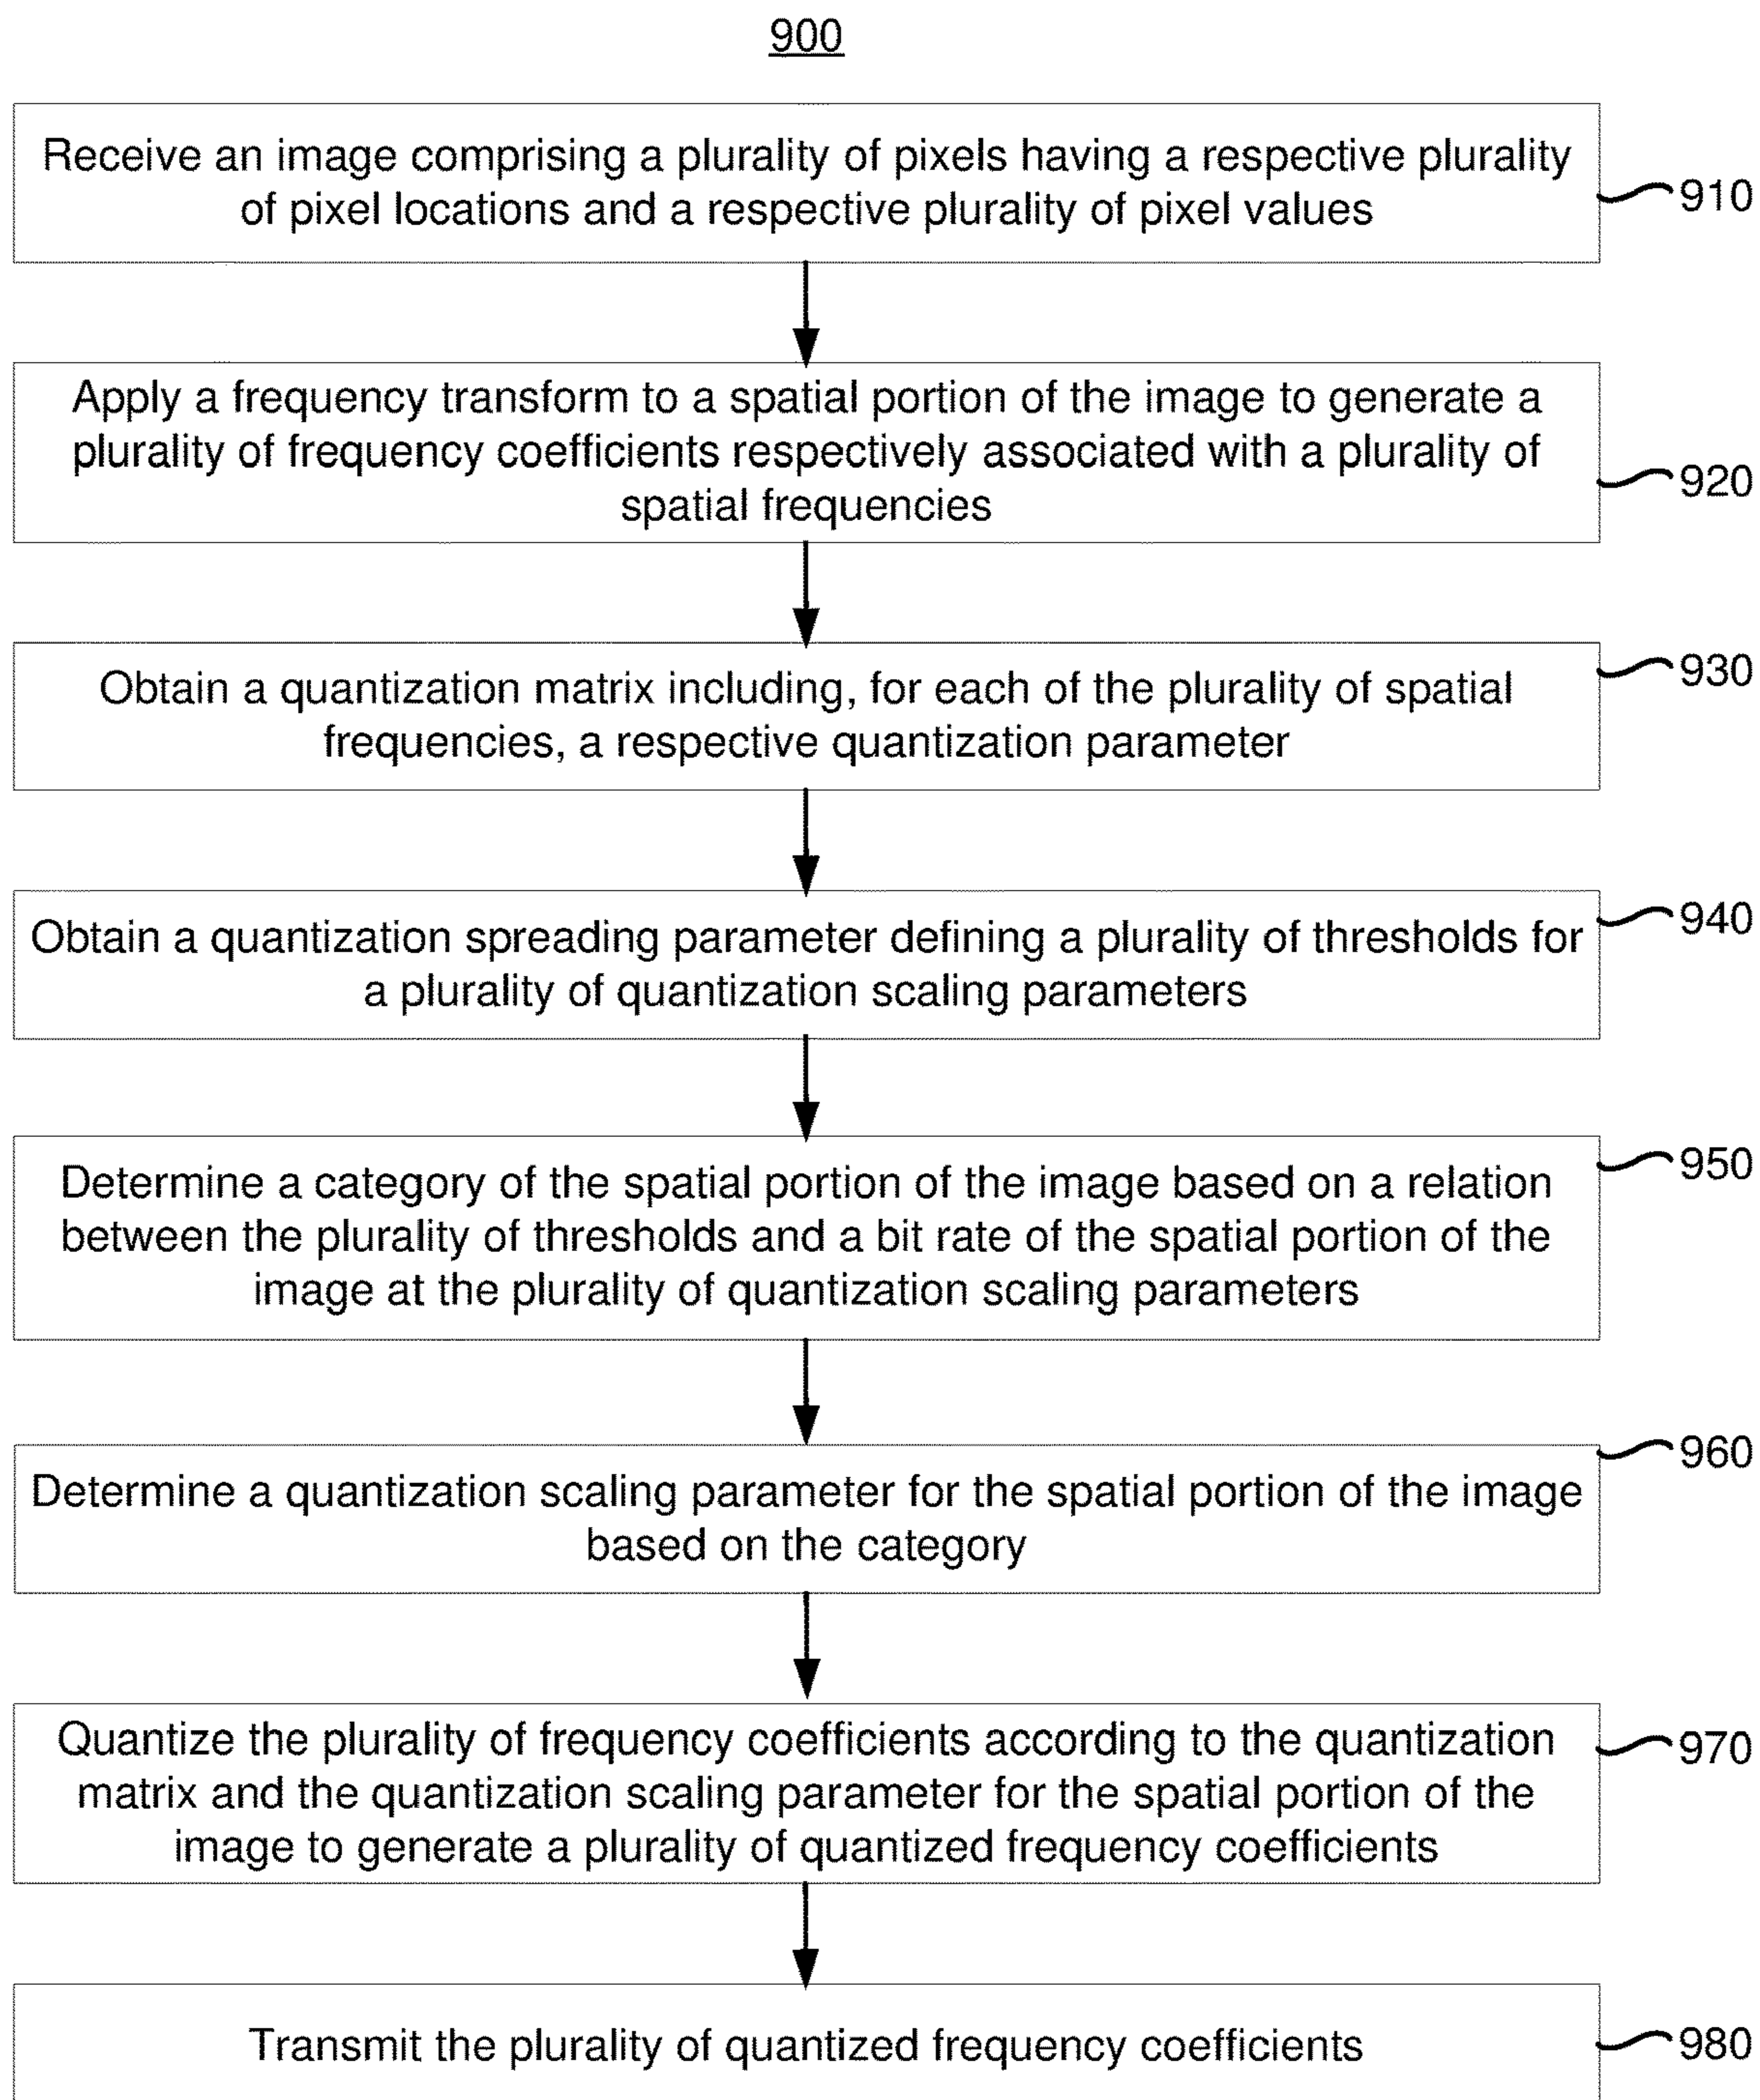 900
Receive an image comprising a plurality of pixels having a respective plurality
of pixel locations and a respective plurality of pixel values
910
Apply a frequency transform to a spatial portion of the image to generate a
plurality of frequency coefficients respectively associated with a plurality of
spatial frequencies
920
Obtain a quantization matrix including, for each of the plurality of spatial
frequencies, a respective quantization parameter
930
Obtain a quantization spreading parameter defining a plurality of thresholds for
a plurality of quantization scaling parameters
940
Determine a category of the spatial portion of the image based on a relation
between the plurality of thresholds and a bit rate of the spatial portion of the
image at the plurality of quantization scaling parameters
950
Determine a quantization scaling parameter for the spatial portion of the image
based on the category
960
Quantize the plurality of frequency coefficients according to the quantization
matrix and the quantization scaling parameter for the spatial portion of the
image to generate a plurality of quantized frequency coefficients
970
Transmit the plurality of quantized frequency coefficients
980